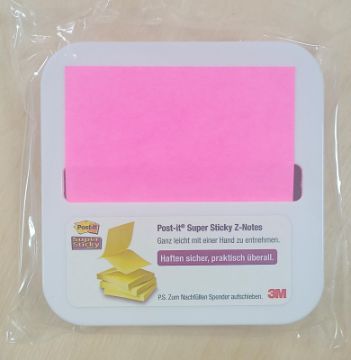 Post-it
Super
sticky
Post-it® Super Sticky Z-Notes
Ganz leicht mit einer Hand zu entnehmen.
Haften sicher, praktisch überall.
P.S. Zum Nachfüllen Spender aufschieben.
3M